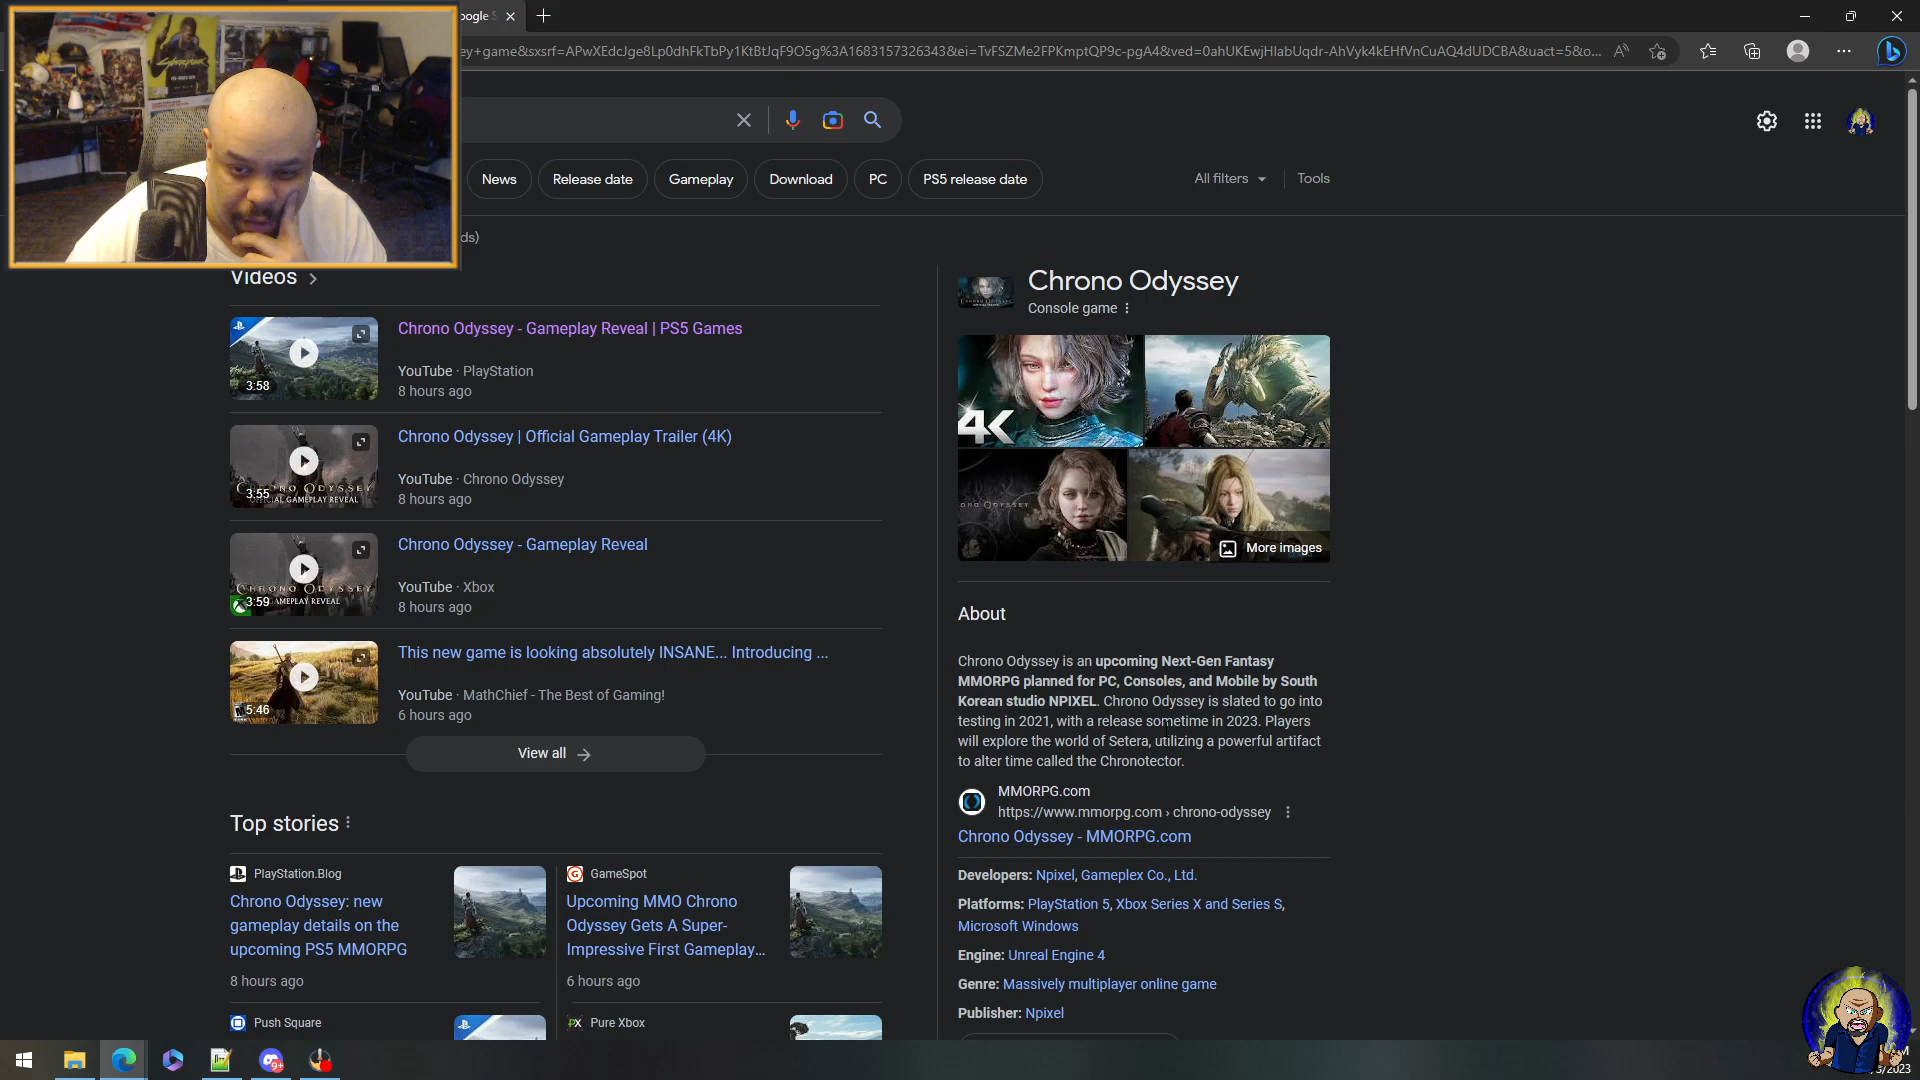 ey+game&sxsrf=APwXEdcJge8Lp0dhFkTbPy1KtBtJqF9O5g%3A1683157326343&ei=TvFSZMe2FPKmptQP9c-pgA4&ved=0ahUKEwjHlabUqdr-AhVyk4kEHfVnCuAQ4dUDCBA&uact=5&o...
News
Release date
Gameplay
Download
PC
PS5 release date
All filters
Tools
ds)
Videos
Chrono Odyssey - Gameplay Reveal | PS5 Games
YouTube · PlayStation
8 hours ago
3:58
Chrono Odyssey | Official Gameplay Trailer (4K)
YouTube · Chrono Odyssey
8 hours ago
3:55
Chrono Odyssey - Gameplay Reveal
YouTube · Xbox
8 hours ago
3:59
This new game is looking absolutely INSANE... Introducing ...
YouTube · MathChief - The Best of Gaming!
6 hours ago
5:46
View all
Top stories
PlayStation.Blog
Chrono Odyssey: new
gameplay details on the
upcoming PS5 MMORPG
8 hours ago
GameSpot
Upcoming MMO Chrono
Odyssey Gets A Super-
Impressive First Gameplay...
6 hours ago
Push Square
Pure Xbox
Chrono Odyssey
Console game
4K
More images
About
Chrono Odyssey is an upcoming Next-Gen Fantasy
MMORPG planned for PC, Consoles, and Mobile by South
Korean studio NPIXEL. Chrono Odyssey is slated to go into
testing in 2021, with a release sometime in 2023. Players
will explore the world of Setera, utilizing a powerful artifact
to alter time called the Chronotector.
MMORPG.com
https://www.mmorpg.com › chrono-odyssey
Chrono Odyssey - MMORPG.com
Developers: Npixel, Gameplex Co., Ltd.
Platforms: PlayStation 5, Xbox Series X and Series S,
Microsoft Windows
Engine: Unreal Engine 4
Genre: Massively multiplayer online game
Publisher: Npixel
9+